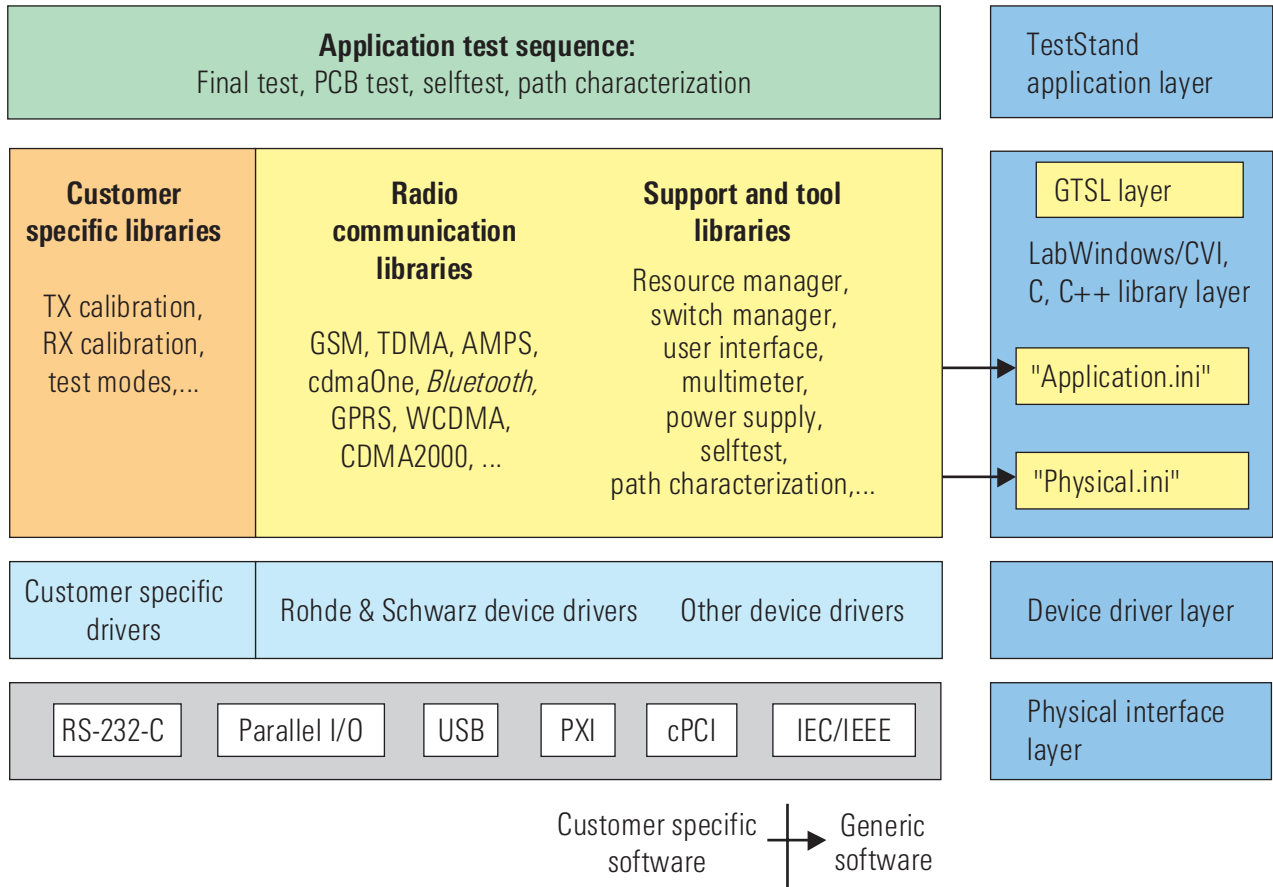 Application test sequence:
Final test, PCB test, selftest, path characterization
TestStand
application layer
Customer
specific libraries
TX calibration,
RX calibration,
test modes,...
Radio
communication
libraries
GSM, TDMA, AMPS,
cdmaOne, Bluetooth,
GPRS, WCDMA,
CDMA2000, ...
Support and tool
libraries
Resource manager,
switch manager,
user interface,
multimeter,
power supply,
selftest,
path characterization,...
GTSL layer
LabWindows/CVI,
C, C++ library layer
"Application.ini"
"Physical.ini"
Customer specific
drivers
Rohde & Schwarz device drivers
Other device drivers
Device driver layer
RS-232-C
Parallel I/O
USB
PXI
cPCI
IEC/IEEE
Physical interface
layer
Customer specific
software
Generic
software